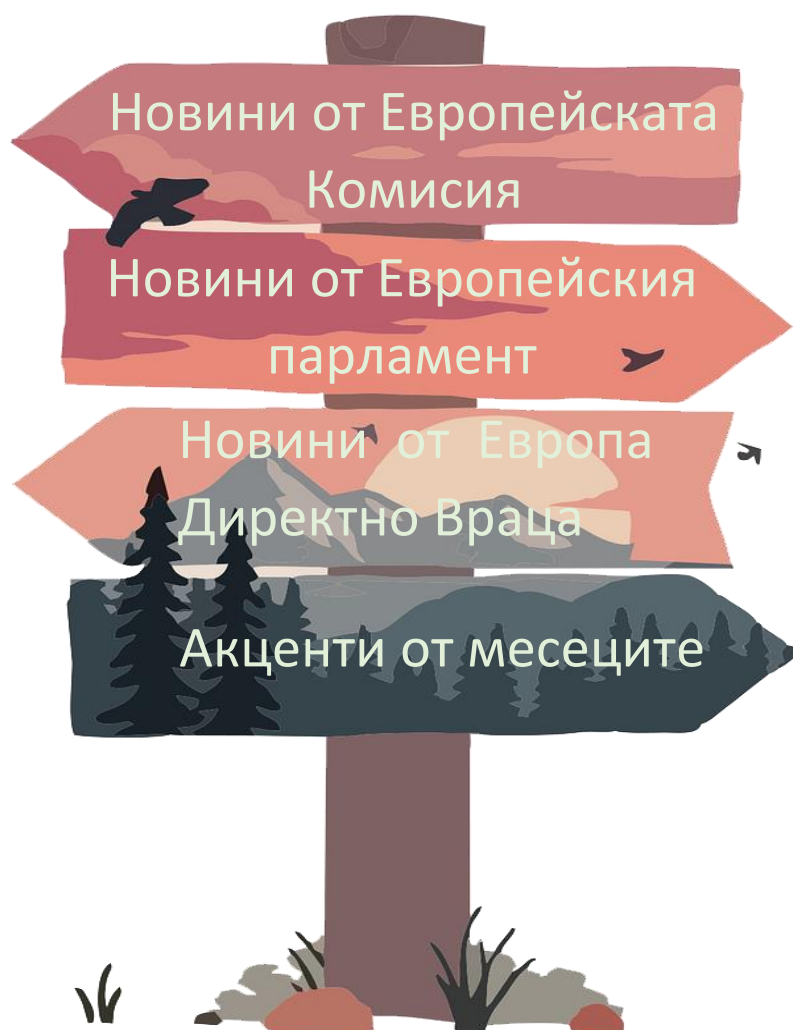 Новини от Европейската
Комисия
Новини от Европейския
парламент
Новини от Европа
Директно Враца
Акценти от месеците